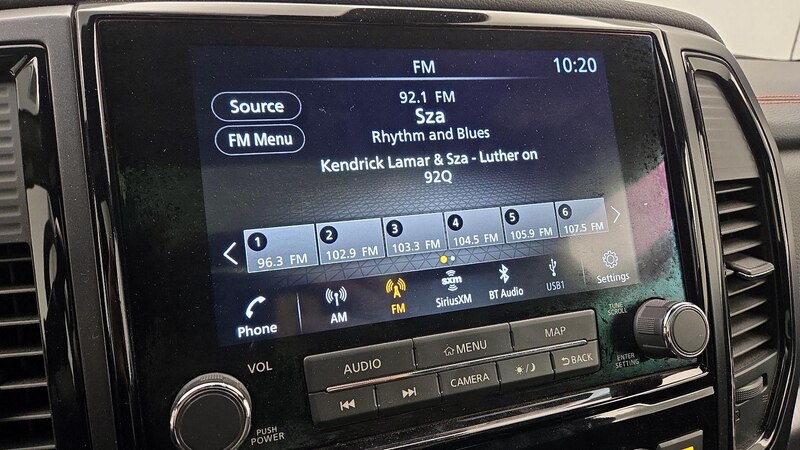 FM
10:20
Source
FM Menu
92.1 FM
Sza
Rhythm and Blues
Kendrick Lamar & Sza - Luther on
92Q
1 96.3 FM
2 102.9 FM
3 103.3 FM
4 104.5 FM
5 105.9 FM
6 107.5 FM
Phone
AM
FM
sxm
SiriusXM
BT Audio
USB1
Settings
VOL
PUSH
POWER
AUDIO
MENU
MAP
CAMERA
BACK
TUNE
SCROLL
ENTER
SETTING